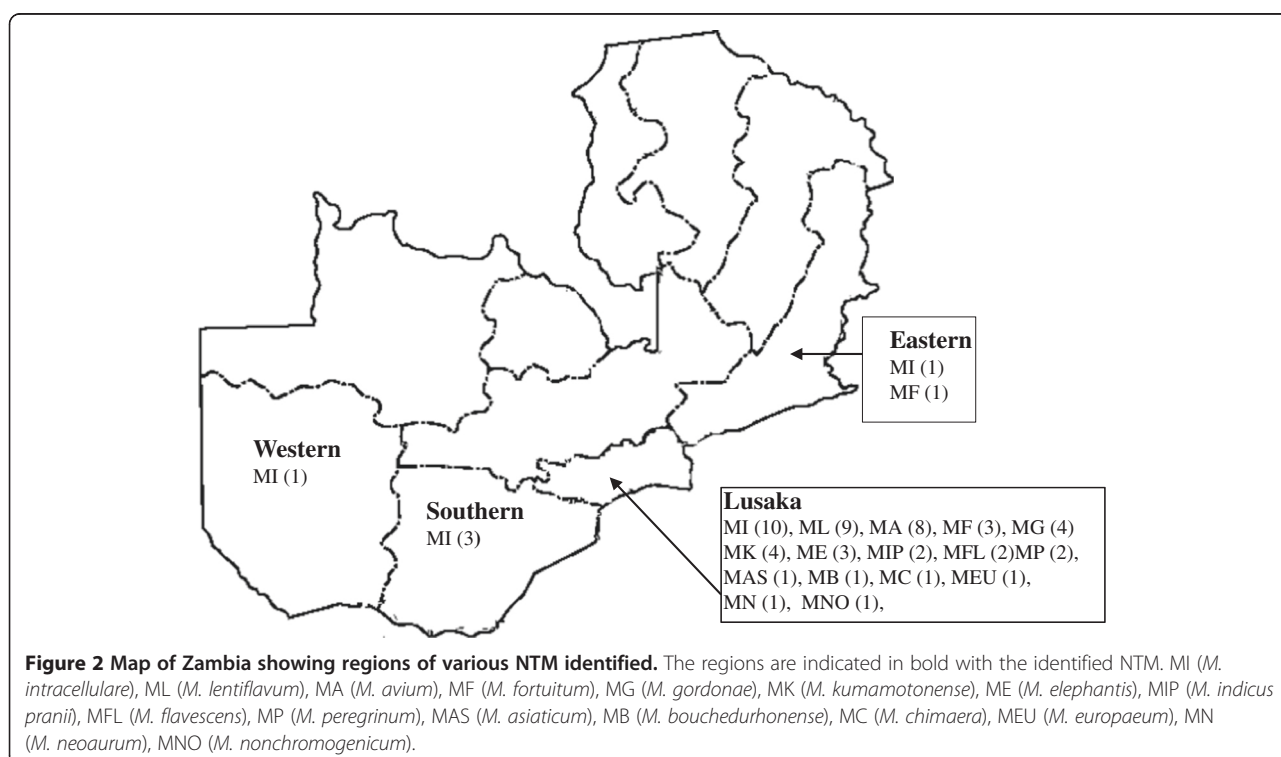 Eastern
MI (1)
MF (1)
Western
MI (1)
Southern
MI (3)
Lusaka
MI (10), ML (9), MA (8), MF (3), MG (4)
MK (4), ME (3), MIP (2), MFL (2)MP (2),
MAS (1), MB (1), MC (1), MEU (1),
MN (1), MNO (1),
Figure 2 Map of Zambia showing regions of various NTM identified. The regions are indicated in bold with the identified NTM. MI (M.
intracellulare), ML (M. lentiflavum), MA (M. avium), MF (M. fortuitum), MG (M. gordonae), MK (M. kumamotonense), ME (M. elephantis), MIP (M. indicus
pranii), MFL (M. flavescens), MP (M. peregrinum), MAS (M. asiaticum), MB (M. bouchedurhonense), MC (M. chimaera), MEU (M. europaeum), MN
(M. neoaurum), MNO (M. nonchromogenicum).